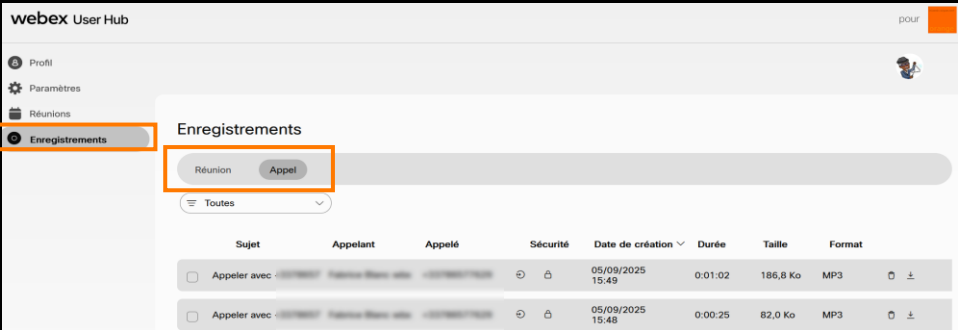 webex User Hub
pour
Profil
Paramètres
Réunions
Enregistrements
Enregistrements
Réunion Appel
Toutes
Sujet Appelant Appelé Sécurité Date de création Durée Taille Format
Appeler avec 05/09/2025 15:49 0:01:02 186,8 Ko MP3
Appeler avec 05/09/2025 15:48 0:00:25 82,0 Ko MP3